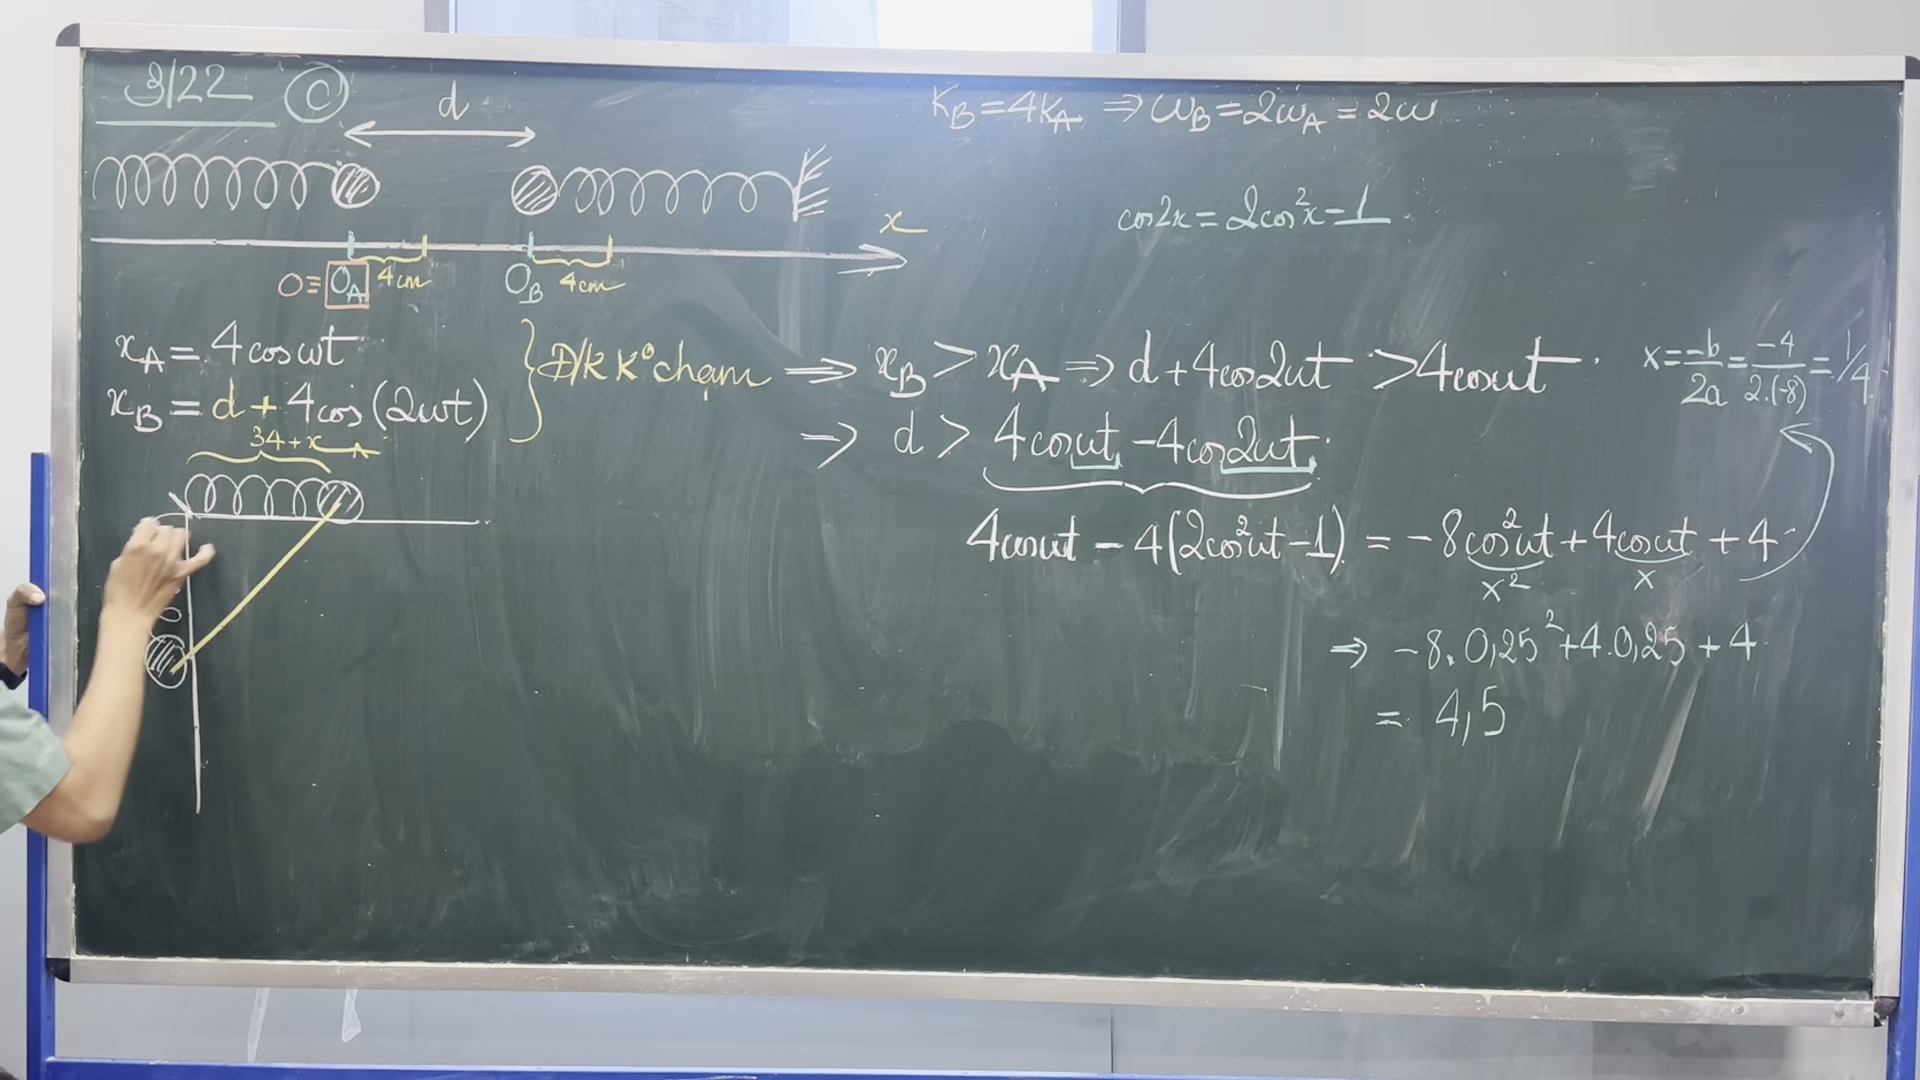 3/22 C
d
K_B = 4K_A ⇒ ω_B = 2ω_A = 2ω
cos2x = 2cos²x - 1
x
O ≡ O_A 4cm O_B 4cm
x_A = 4cosωt
x_B = d + 4cos(2ωt)
} Đ/k k° chạm ⇒ x_B > x_A ⇒ d + 4cos2ωt > 4cosωt
⇒ d > 4cosωt - 4cos2ωt
4cosωt - 4(2cos²ωt - 1) = -8cos²ωt + 4cosωt + 4
x² x
⇒ -8.0,25² + 4.0,25 + 4
= 4,5
x = -b/2a = -4/2.(-8) = 1/4
34 + x_A